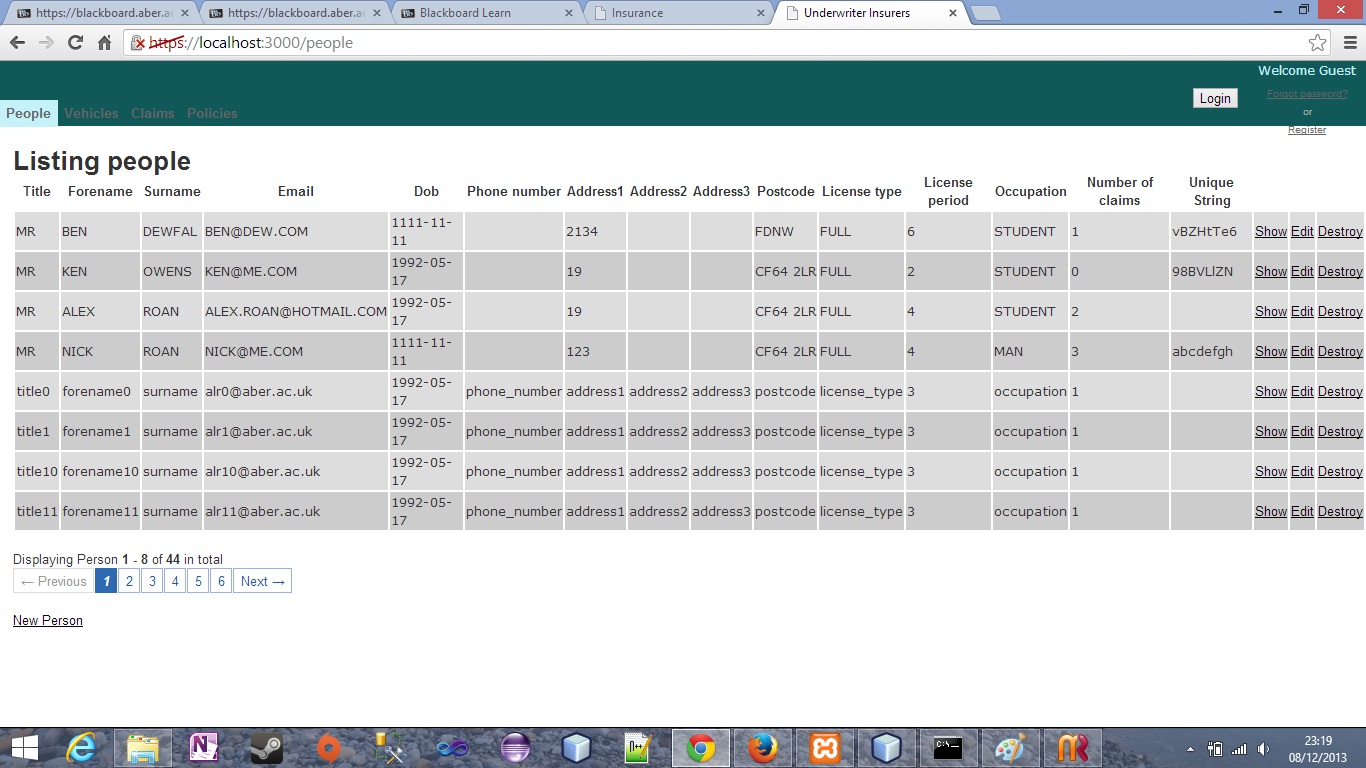 https://blackboard.aber.ac
https://blackboard.aber.a
Blackboard Learn
Insurance
Underwriter Insurers
https://localhost:3000/people
Welcome Guest
Login
Forgot password?
or
Register
People Vehicles Claims Policies
Listing people
Title Forename Surname Email Dob Phone number Address1 Address2 Address3 Postcode License type License period Occupation Number of claims Unique String
MR BEN DEWFAL BEN@DEW.COM 1111-11-11 2134 FDNW FULL 6 STUDENT 1 vBZHtTe6 Show Edit Destroy
MR KEN OWENS KEN@ME.COM 1992-05-17 19 CF64 2LR FULL 2 STUDENT 0 98BVLlZN Show Edit Destroy
MR ALEX ROAN ALEX.ROAN@HOTMAIL.COM 1992-05-17 19 CF64 2LR FULL 4 STUDENT 2 Show Edit Destroy
MR NICK ROAN NICK@ME.COM 1111-11-11 123 CF64 2LR FULL 4 MAN 3 abcdefgh Show Edit Destroy
title0 forename0 surname alr0@aber.ac.uk 1992-05-17 phone_number address1 address2 address3 postcode license_type 3 occupation 1 Show Edit Destroy
title1 forename1 surname alr1@aber.ac.uk 1992-05-17 phone_number address1 address2 address3 postcode license_type 3 occupation 1 Show Edit Destroy
title10 forename10 surname alr10@aber.ac.uk 1992-05-17 phone_number address1 address2 address3 postcode license_type 3 occupation 1 Show Edit Destroy
title11 forename11 surname alr11@aber.ac.uk 1992-05-17 phone_number address1 address2 address3 postcode license_type 3 occupation 1 Show Edit Destroy
Displaying Person 1 - 8 of 44 in total
← Previous 1 2 3 4 5 6 Next →
New Person
23:19
08/12/2013